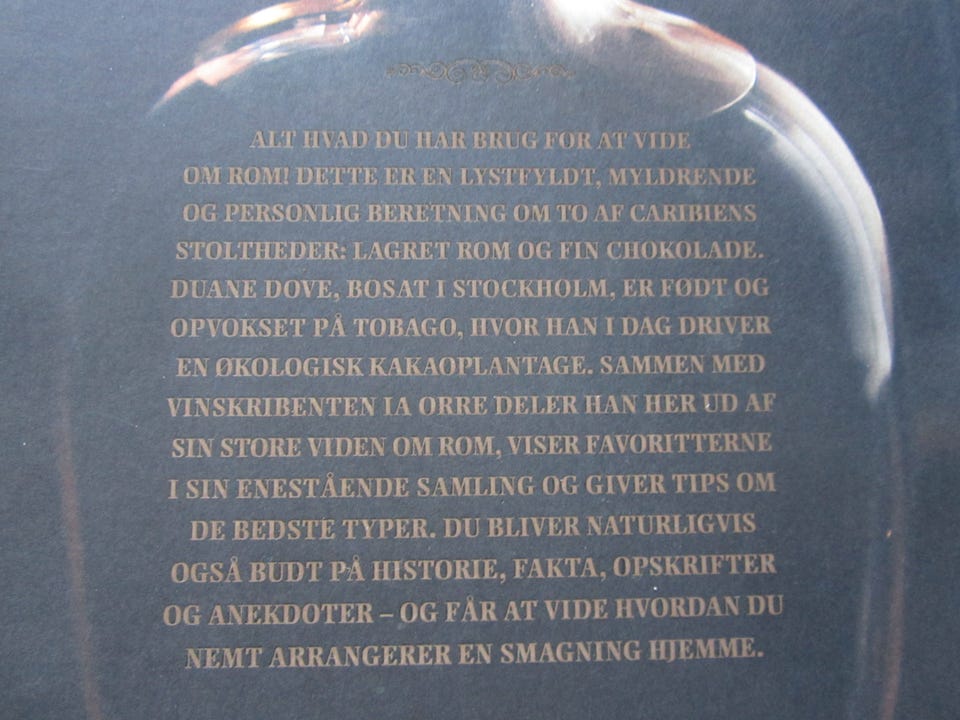 ALT HVAD DU HAR BRUG FOR AT VIDE
OM ROM! DETTE ER EN LYSTFYLDT, MYLDRENDE
OG PERSONLIG BERETNING OM TO AF CARIBIENS
STOLTHEDER: LAGRET ROM OG FIN CHOKOLADE.
DUANE DOVE, BOSAT I STOCKHOLM, ER FØDT OG
OPVOKSET PÅ TOBAGO, HVOR HAN I DAG DRIVER
EN ØKOLOGISK KAKAOPLANTAGE. SAMMEN MED
VINSKRIBENTEN IA ORRE DELER HAN HER UD AF
SIN STORE VIDEN OM ROM, VISER FAVORITTERNE
I SIN ENESTÅENDE SAMLING OG GIVER TIPS OM
DE BEDSTE TYPER. DU BLIVER NATURLIGVIS
OGSÅ BUDT PÅ HISTORIE, FAKTA, OPSKRIFTER
OG ANEKDOTER – OG FÅR AT VIDE HVORDAN DU
NEMT ARRANGERER EN SMAGNING HJEMME.